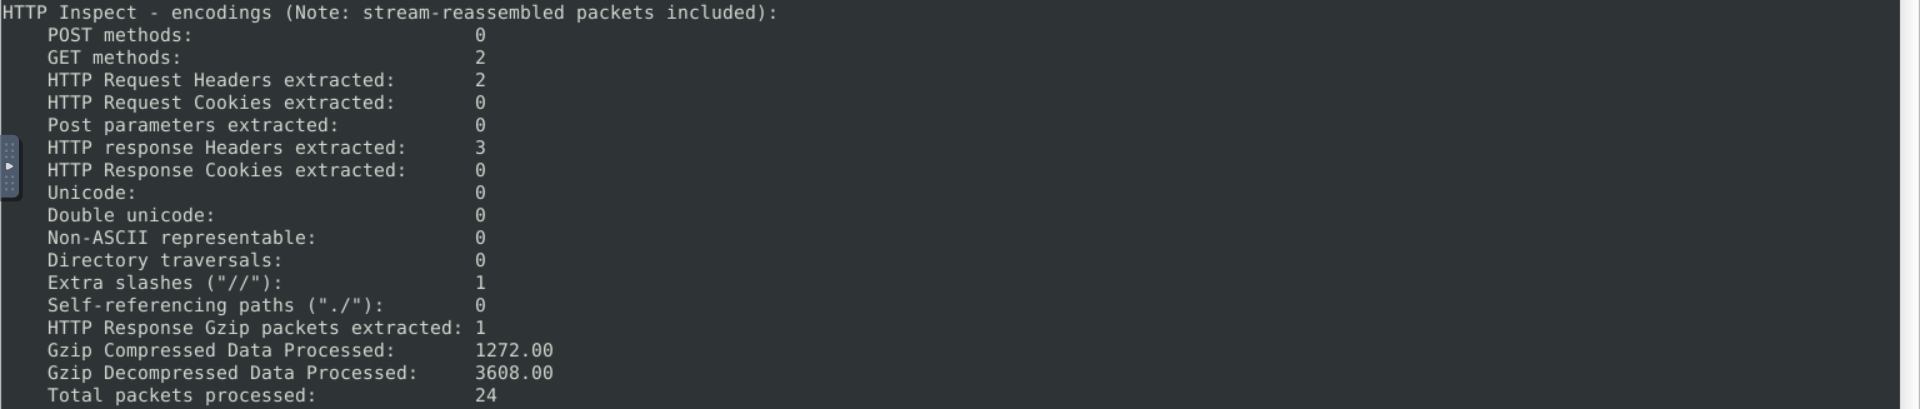 HTTP Inspect - encodings (Note: stream-reassembled packets included):
POST methods: 0
GET methods: 2
HTTP Request Headers extracted: 2
HTTP Request Cookies extracted: 0
Post parameters extracted: 0
HTTP response Headers extracted: 3
HTTP Response Cookies extracted: 0
Unicode: 0
Double unicode: 0
Non-ASCII representable: 0
Directory traversals: 0
Extra slashes ("//"): 1
Self-referencing paths ("./"): 0
HTTP Response Gzip packets extracted: 1
Gzip Compressed Data Processed: 1272.00
Gzip Decompressed Data Processed: 3608.00
Total packets processed: 24